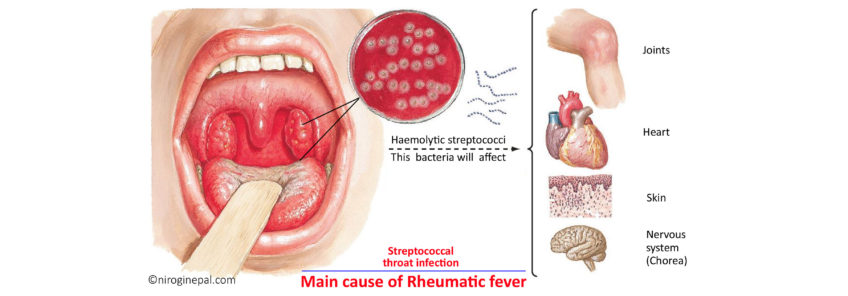 Haemolytic streptococci
This bacteria will affect
Joints
Heart
Skin
Nervous
system
(Chorea)
Streptococcal
throat infection
Main cause of Rheumatic fever
©niroginepal.com